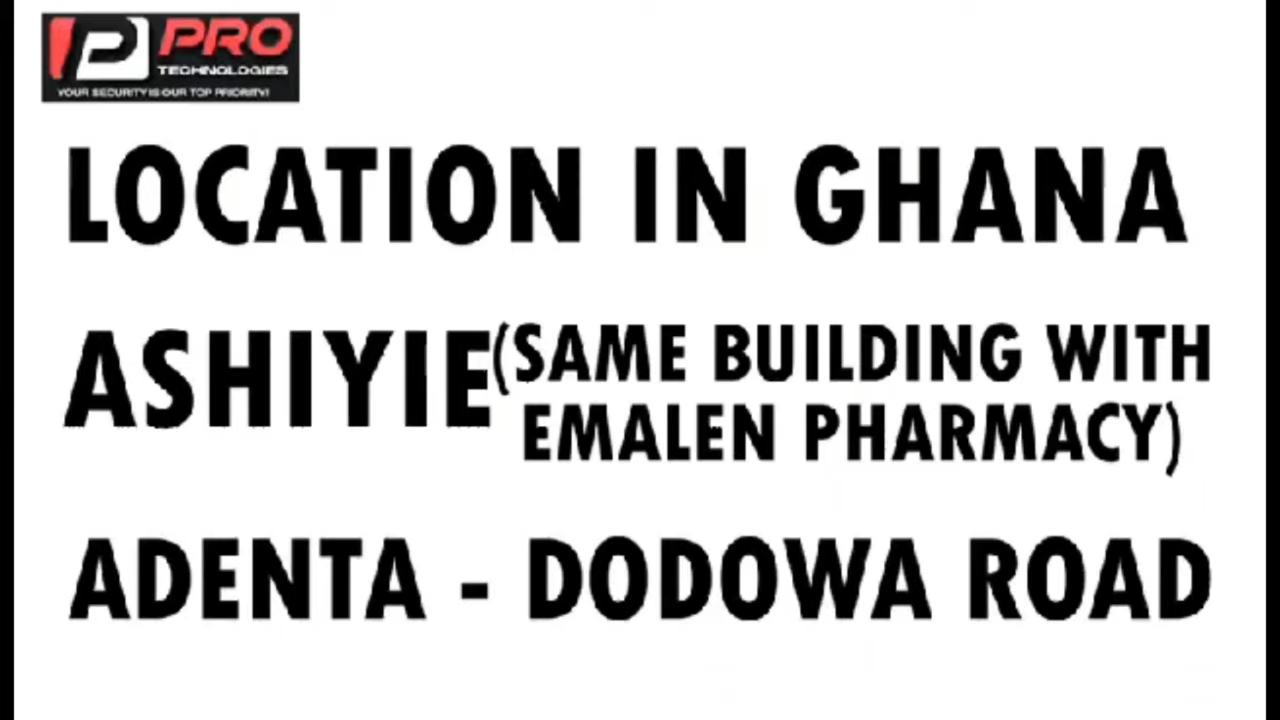 PRO
TECHNOLOGIES
YOUR SECURITY IS OUR TOP PRIORITY!
LOCATION IN GHANA
ASHIYIE (SAME BUILDING WITH
EMALEN PHARMACY)
ADENTA - DODOWA ROAD